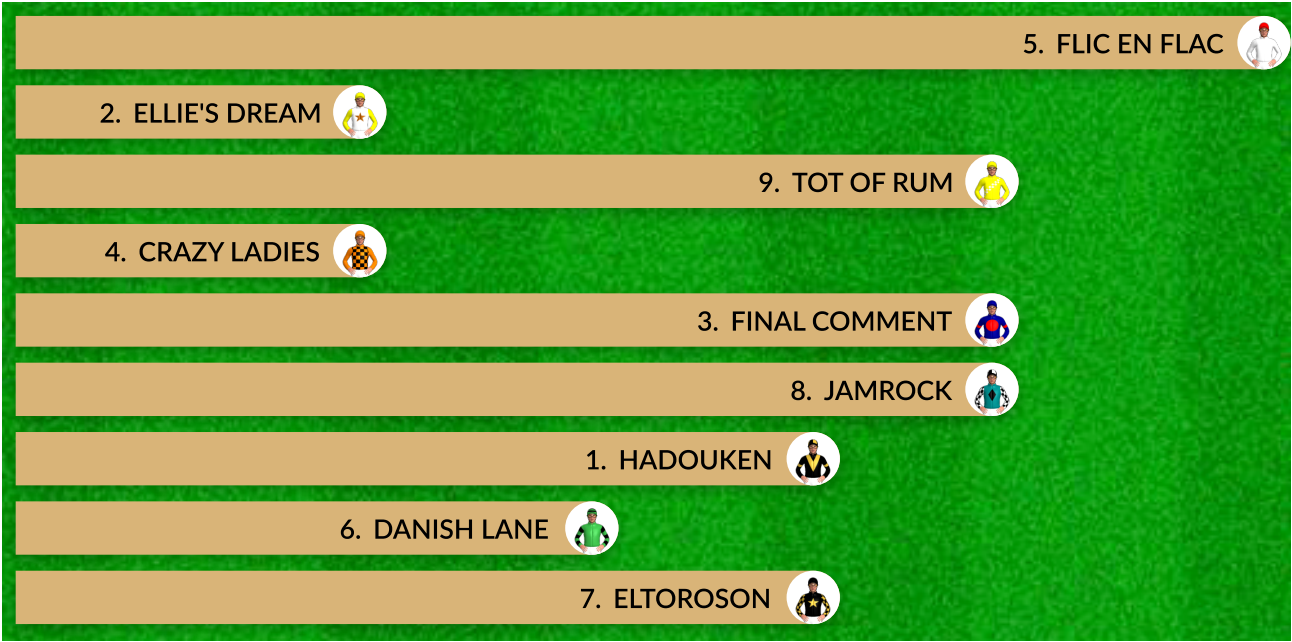 5. FLIC EN FLAC
2. ELLIE'S DREAM
9. TOT OF RUM
4. CRAZY LADIES
3. FINAL COMMENT
8. JAMROCK
1. HADOUKEN
6. DANISH LANE
7. ELTOROSON